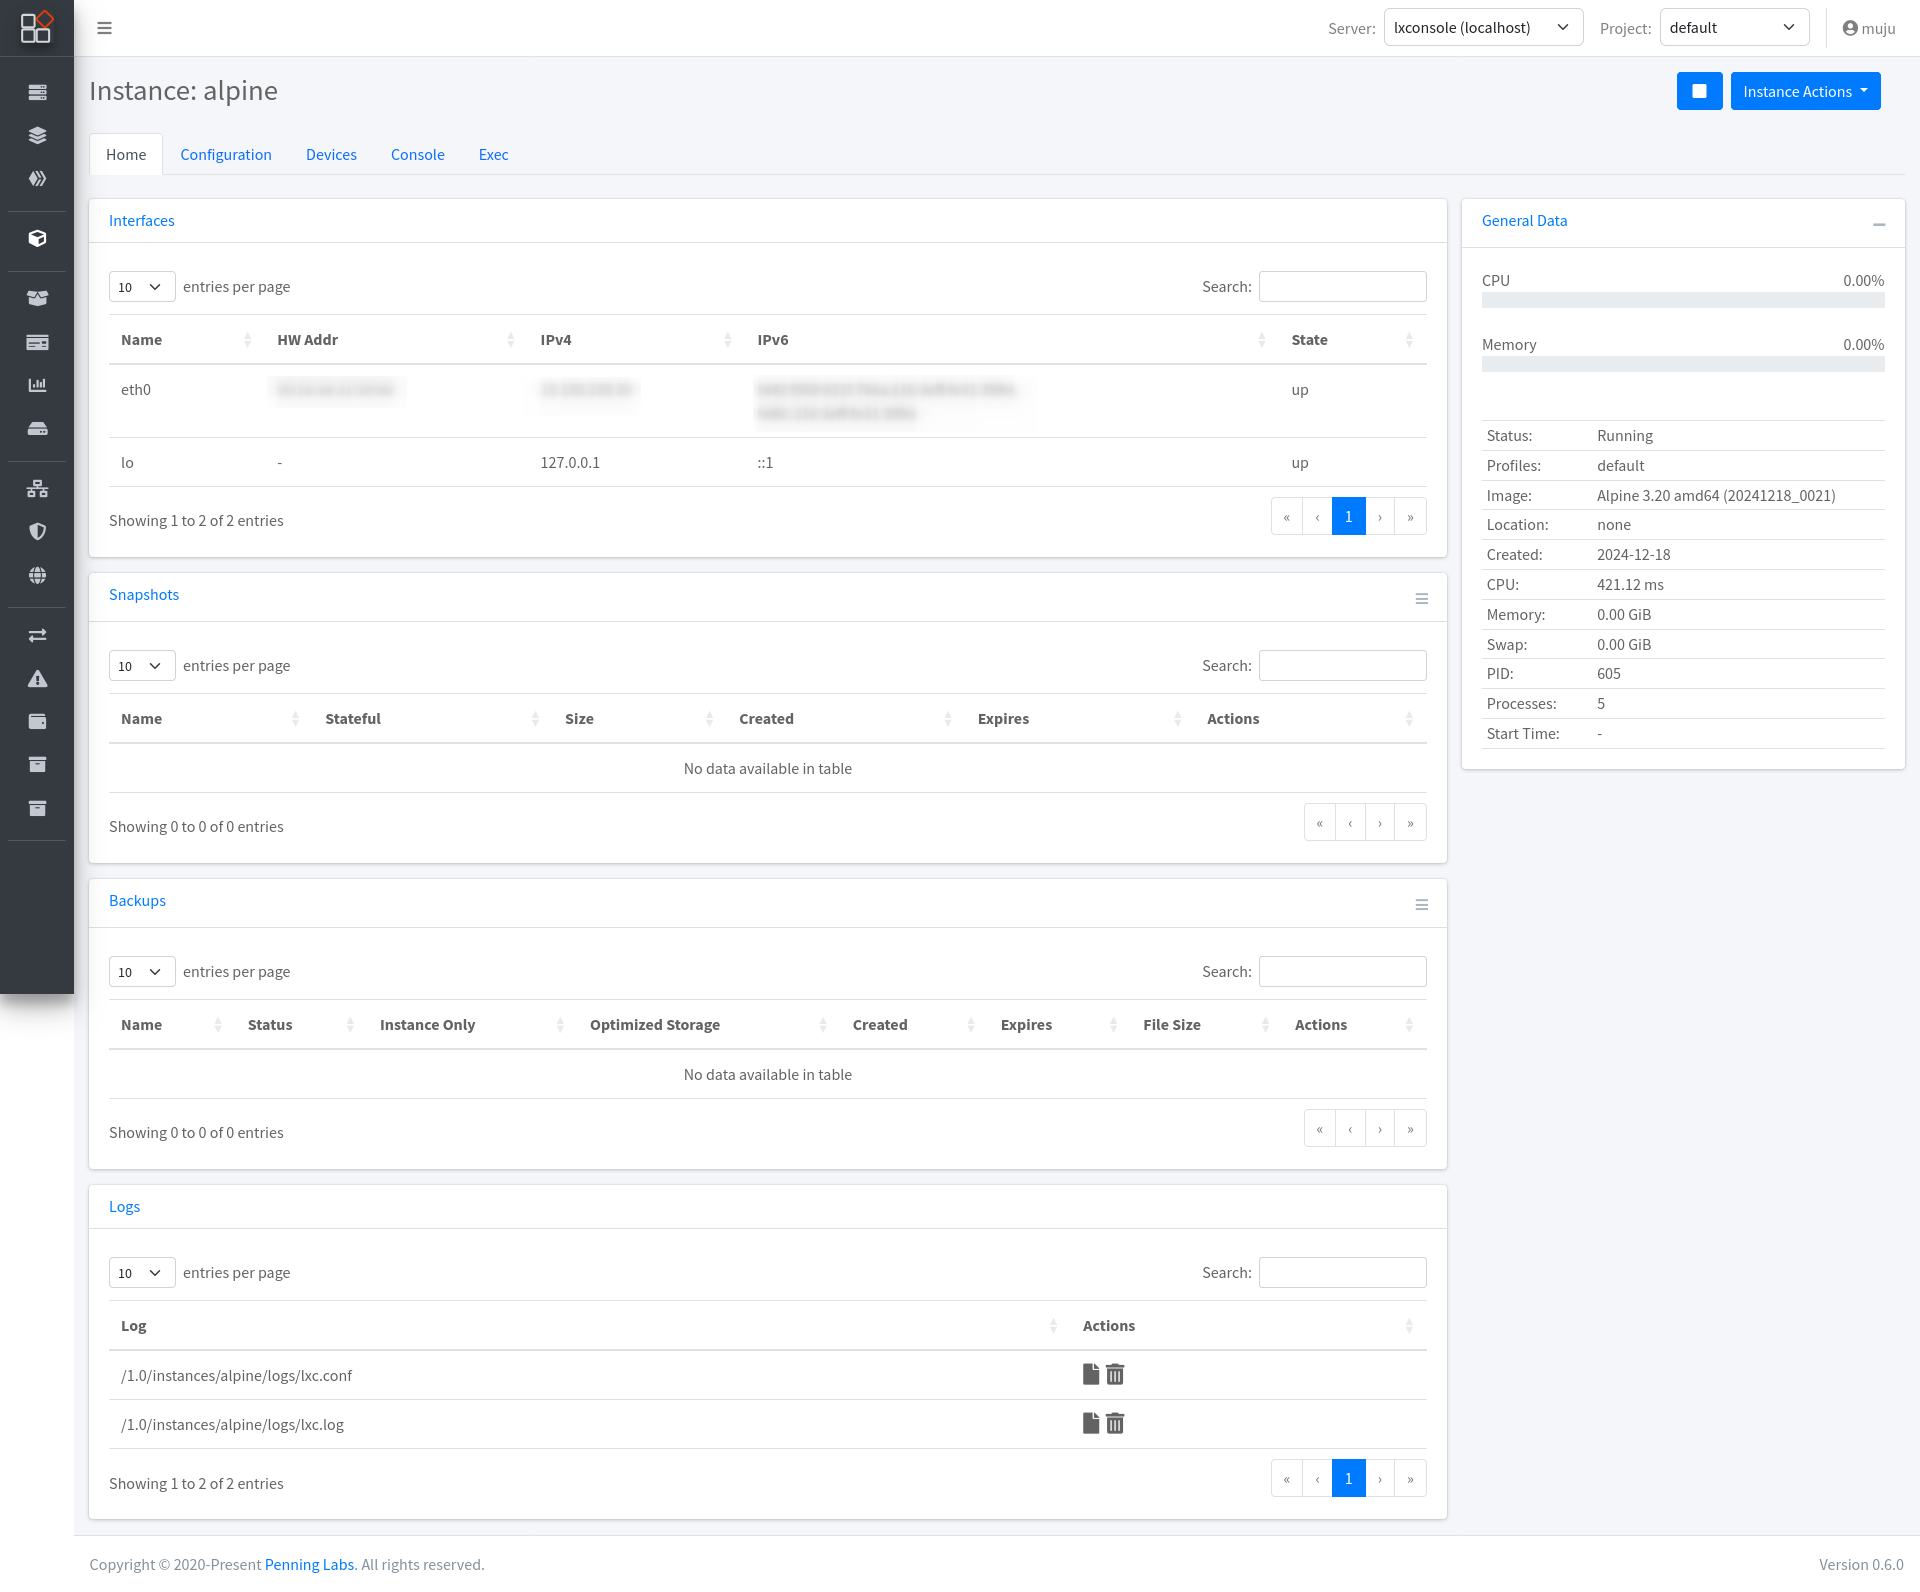 Server: lxconsole (localhost) Project: default muju
Instance: alpine
Instance Actions
Home Configuration Devices Console Exec
Interfaces
10 entries per page Search:
Name HW Addr IPv4 IPv6 State
eth0 up
lo - 127.0.0.1 ::1 up
Showing 1 to 2 of 2 entries
« ‹ 1 › »
Snapshots
10 entries per page Search:
Name Stateful Size Created Expires Actions
No data available in table
Showing 0 to 0 of 0 entries
« ‹ › »
Backups
10 entries per page Search:
Name Status Instance Only Optimized Storage Created Expires File Size Actions
No data available in table
Showing 0 to 0 of 0 entries
« ‹ › »
Logs
10 entries per page Search:
Log Actions
/1.0/instances/alpine/logs/lxc.conf
/1.0/instances/alpine/logs/lxc.log
Showing 1 to 2 of 2 entries
« ‹ 1 › »
General Data
CPU 0.00%
Memory 0.00%
Status: Running
Profiles: default
Image: Alpine 3.20 amd64 (20241218_0021)
Location: none
Created: 2024-12-18
CPU: 421.12 ms
Memory: 0.00 GiB
Swap: 0.00 GiB
PID: 605
Processes: 5
Start Time: -
Copyright © 2020-Present Penning Labs. All rights reserved.
Version 0.6.0